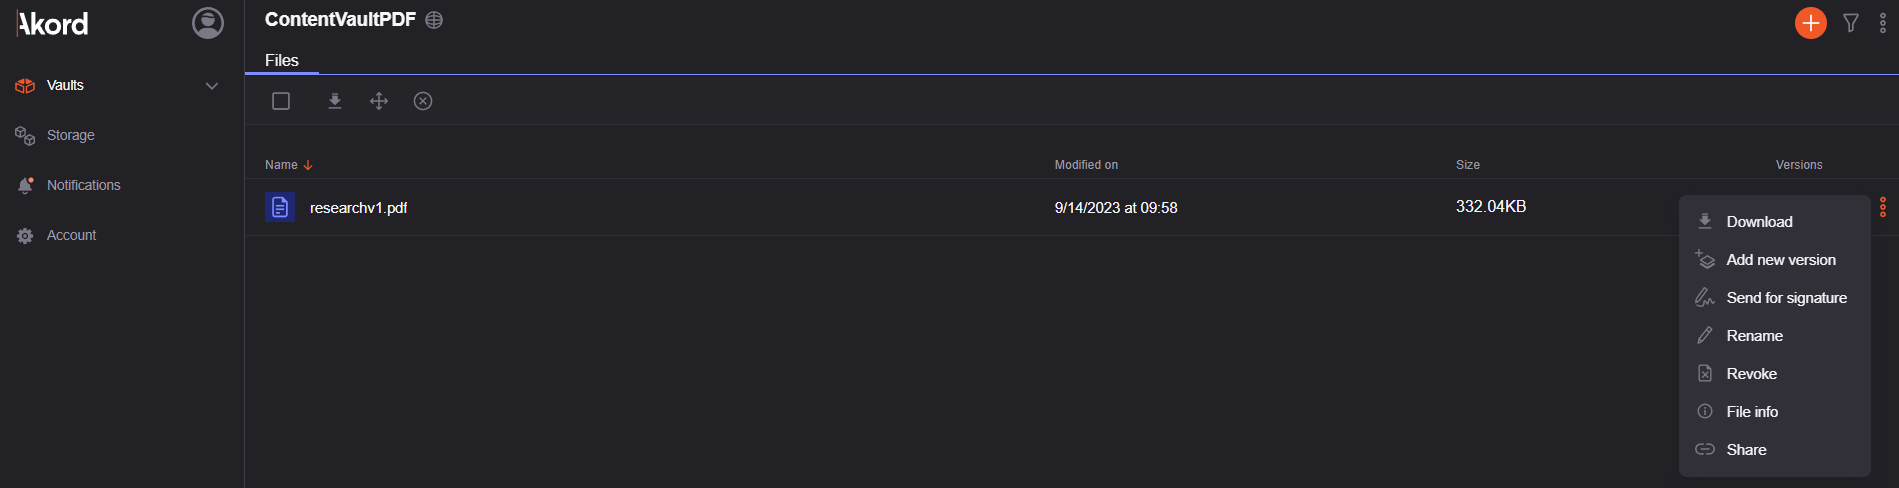 Akord
Vaults
Storage
Notifications
Account
ContentVaultPDF
Files
Name Modified on Size Versions
researchv1.pdf 9/14/2023 at 09:58 332.04KB
Download
Add new version
Send for signature
Rename
Revoke
File info
Share